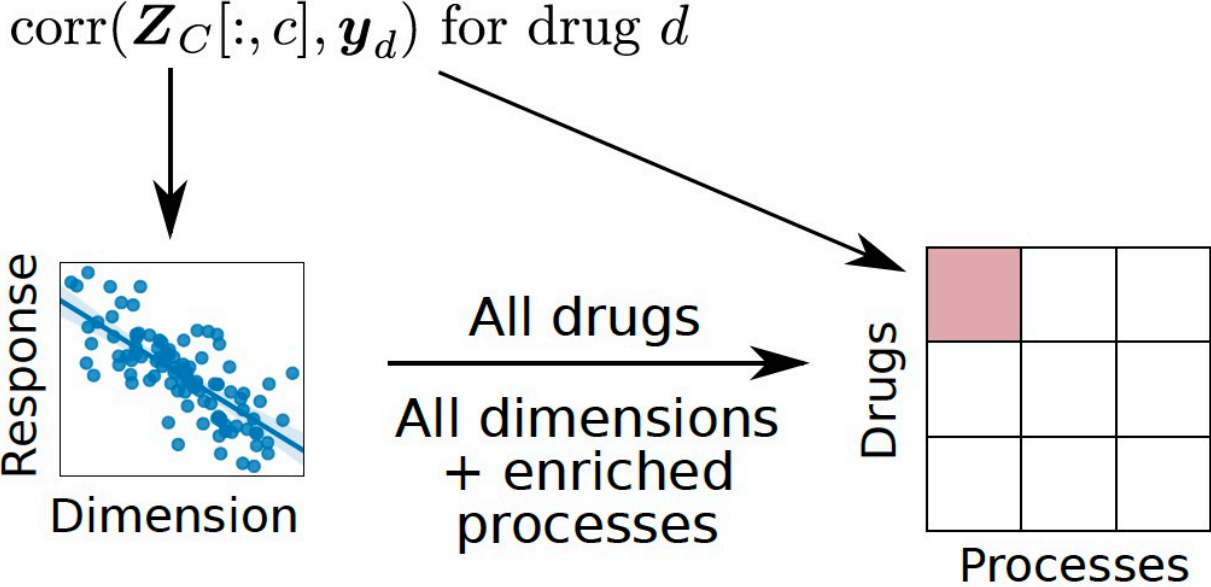 corr(𝒁_C[:, c], 𝒚_d) for drug d
Response
Dimension
All drugs
All dimensions
+ enriched
processes
Drugs
Processes